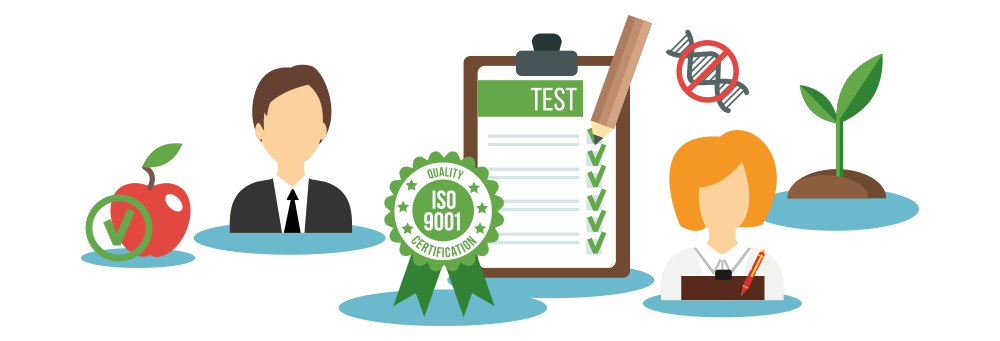 TEST
QUALITY
ISO
9001
CERTIFICATION